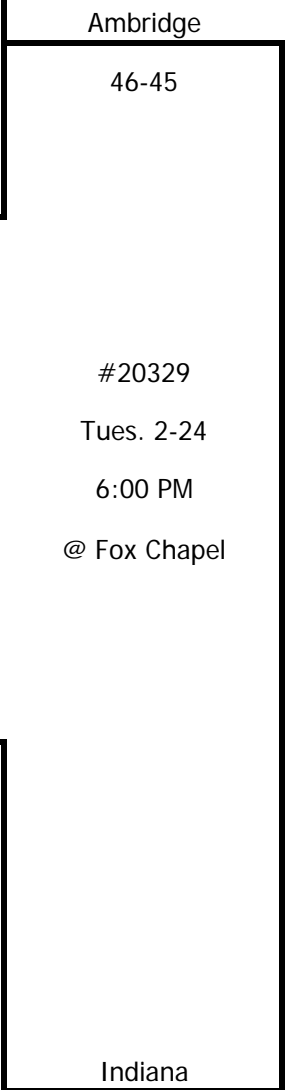 Ambridge
46-45
#20329
Tues. 2-24
6:00 PM
@ Fox Chapel
Indiana